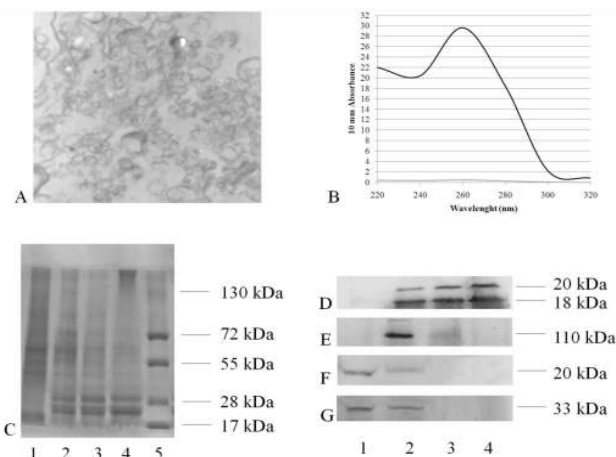 A
B
10 mm Absorbance
32
30
28
26
24
22
20
18
16
14
12
10
8
6
4
2
0
220 240 260 280 300 320
Wavelenght (nm)
C
130 kDa
72 kDa
55 kDa
28 kDa
17 kDa
1 2 3 4 5
D
20 kDa
18 kDa
E
110 kDa
F
20 kDa
G
33 kDa
1 2 3 4